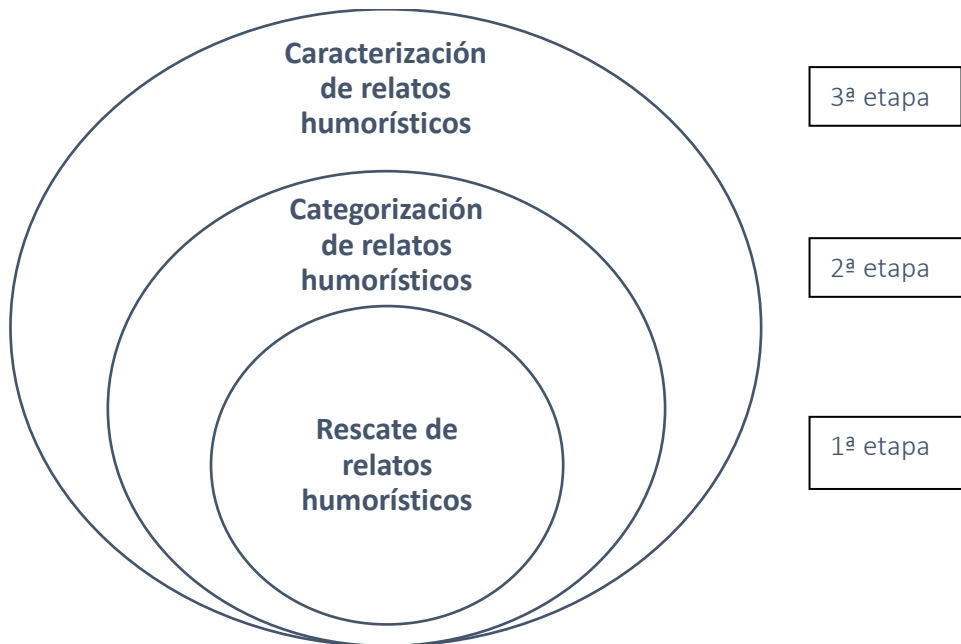 Caracterización
de relatos
humorísticos
3ª etapa
Categorización
de relatos
humorísticos
2ª etapa
Rescate de
relatos
humorísticos
1ª etapa